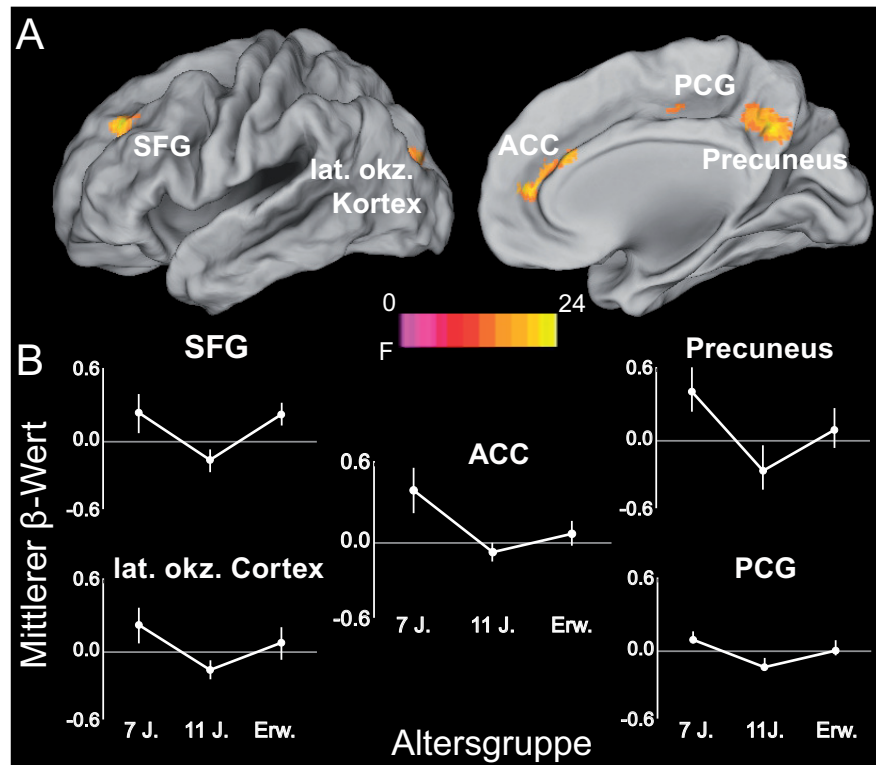 A
SFG
lat. okz.
Kortex
ACC
PCG
Precuneus
0
24
F
B
Mittlerer β-Wert
SFG
0.6
0.0
-0.6
lat. okz. Cortex
0.6
0.0
-0.6
7 J.
11 J.
Erw.
ACC
0.6
0.0
-0.6
7 J.
11 J.
Erw.
Precuneus
0.6
0.0
-0.6
PCG
0.6
0.0
-0.6
7 J.
11J.
Erw.
Altersgruppe